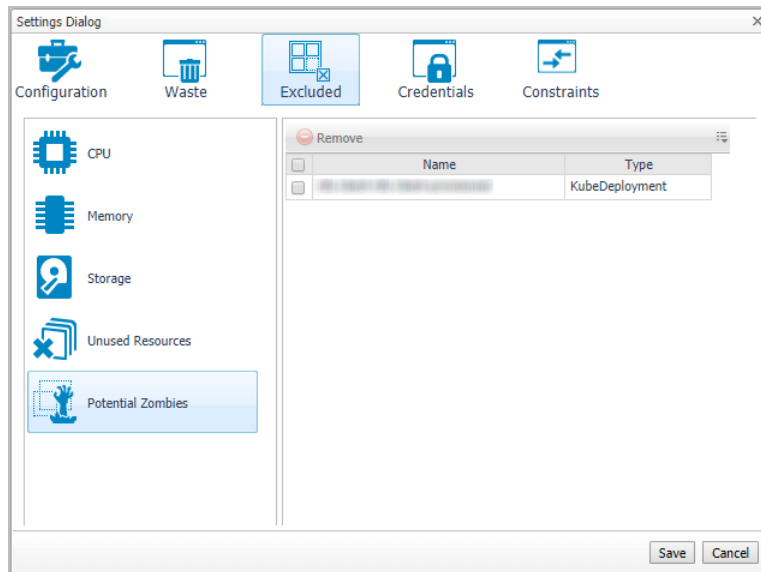 Settings Dialog
Configuration
Waste
Excluded
Credentials
Constraints
CPU
Memory
Storage
Unused Resources
Potential Zombies
Remove
Name Type
KubeDeployment
Save Cancel